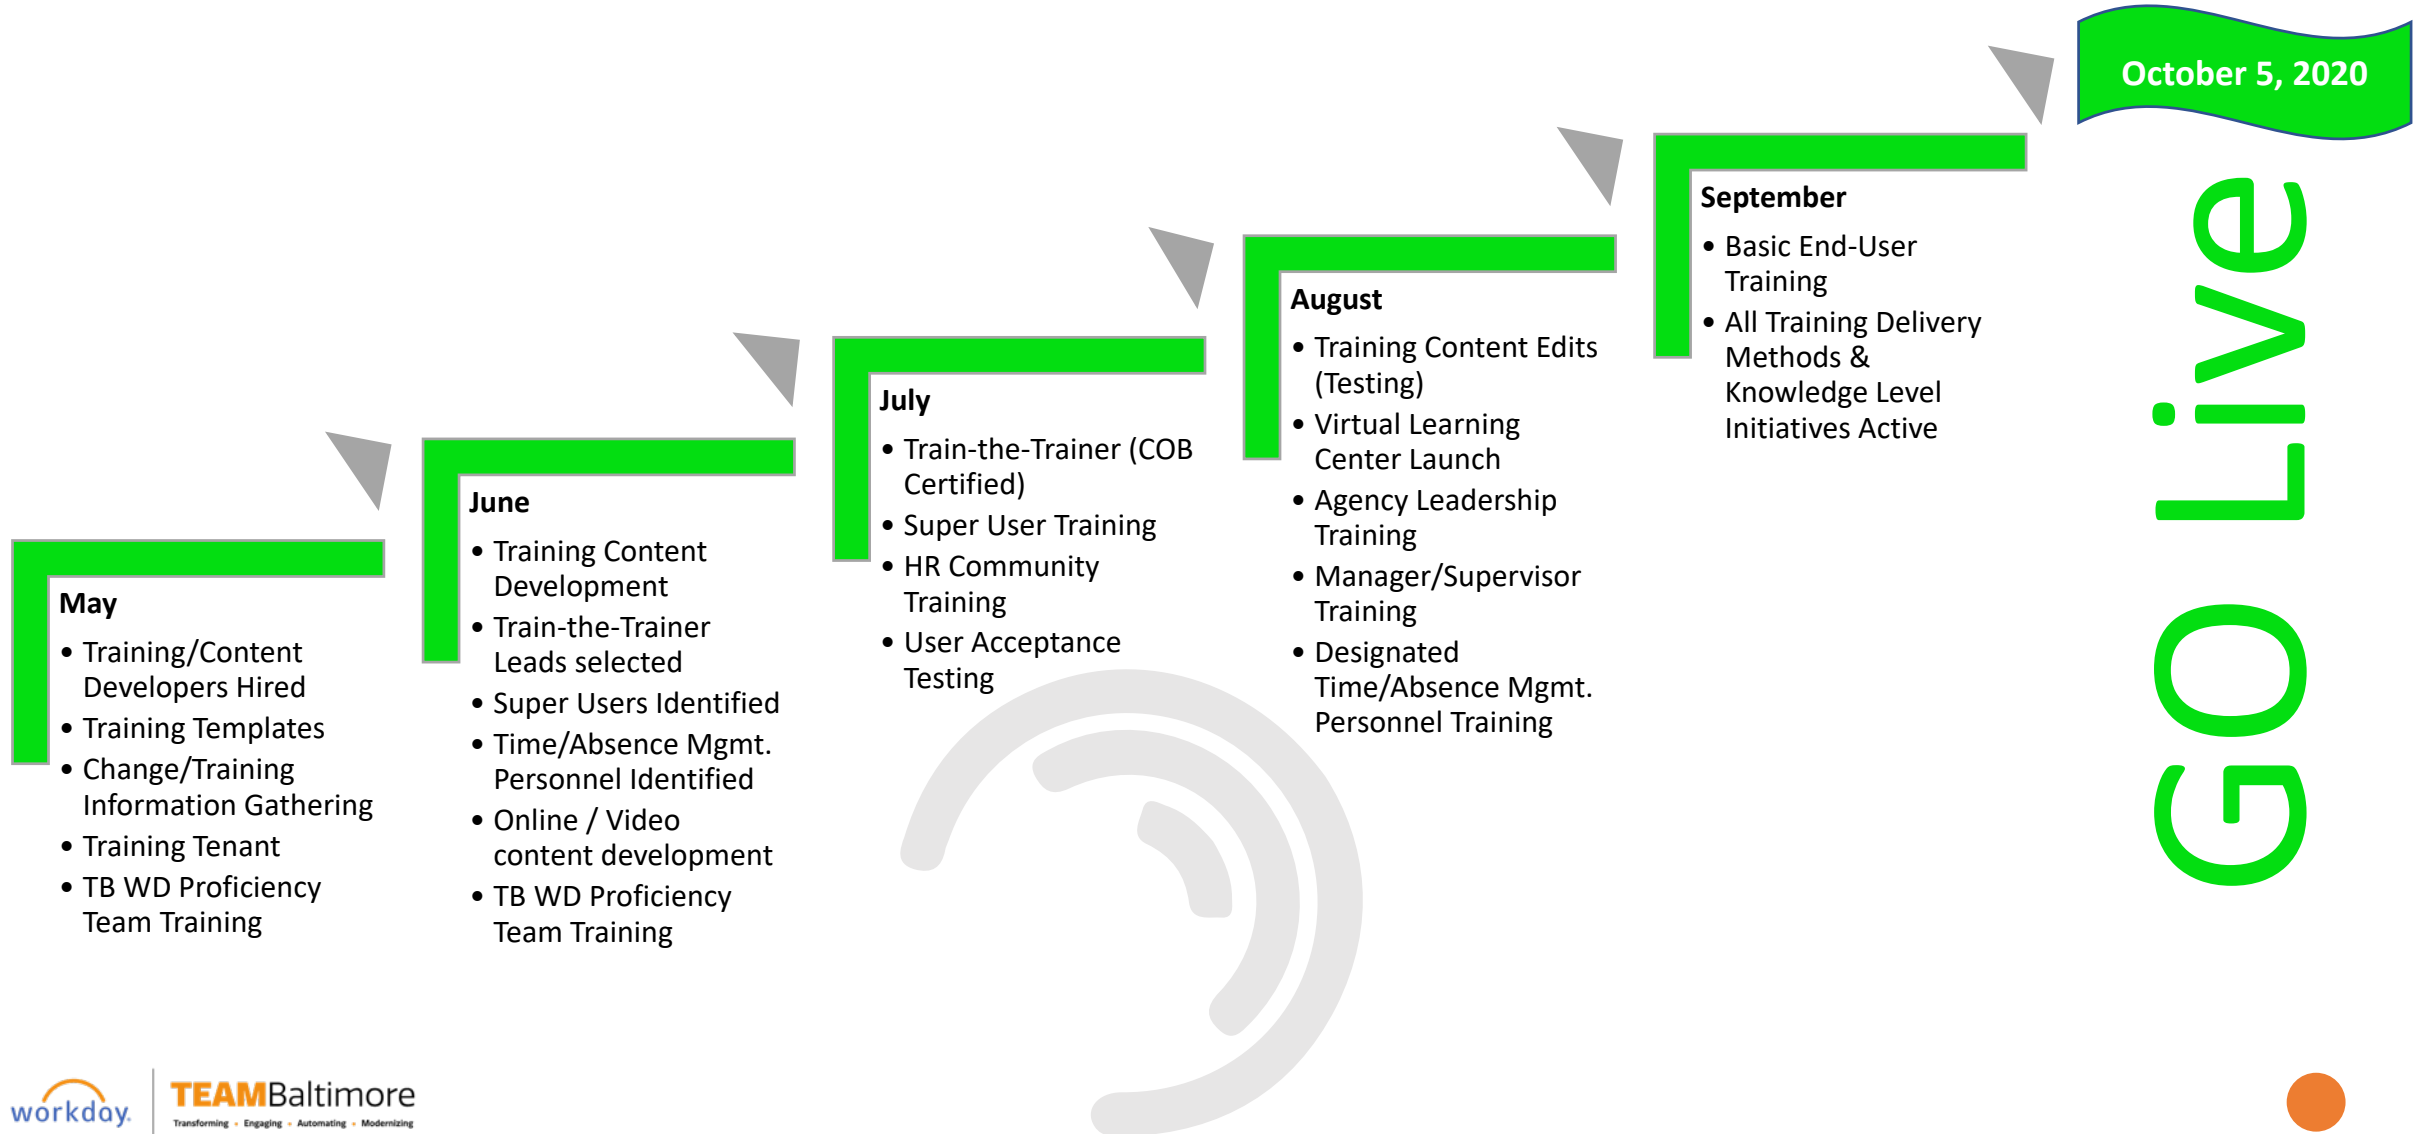 October 5, 2020
GO Live
September
• Basic End-User
Training
• All Training Delivery
Methods &
Knowledge Level
Initiatives Active
August
• Training Content Edits
(Testing)
• Virtual Learning
Center Launch
• Agency Leadership
Training
• Manager/Supervisor
Training
• Designated
Time/Absence Mgmt.
Personnel Training
July
• Train-the-Trainer (COB
Certified)
• Super User Training
• HR Community
Training
• User Acceptance
Testing
June
• Training Content
Development
• Train-the-Trainer
Leads selected
• Super Users Identified
• Time/Absence Mgmt.
Personnel Identified
• Online / Video
content development
• TB WD Proficiency
Team Training
May
• Training/Content
Developers Hired
• Training Templates
• Change/Training
Information Gathering
• Training Tenant
• TB WD Proficiency
Team Training
workday.
TEAMBaltimore
Transforming • Engaging • Automating • Modernizing